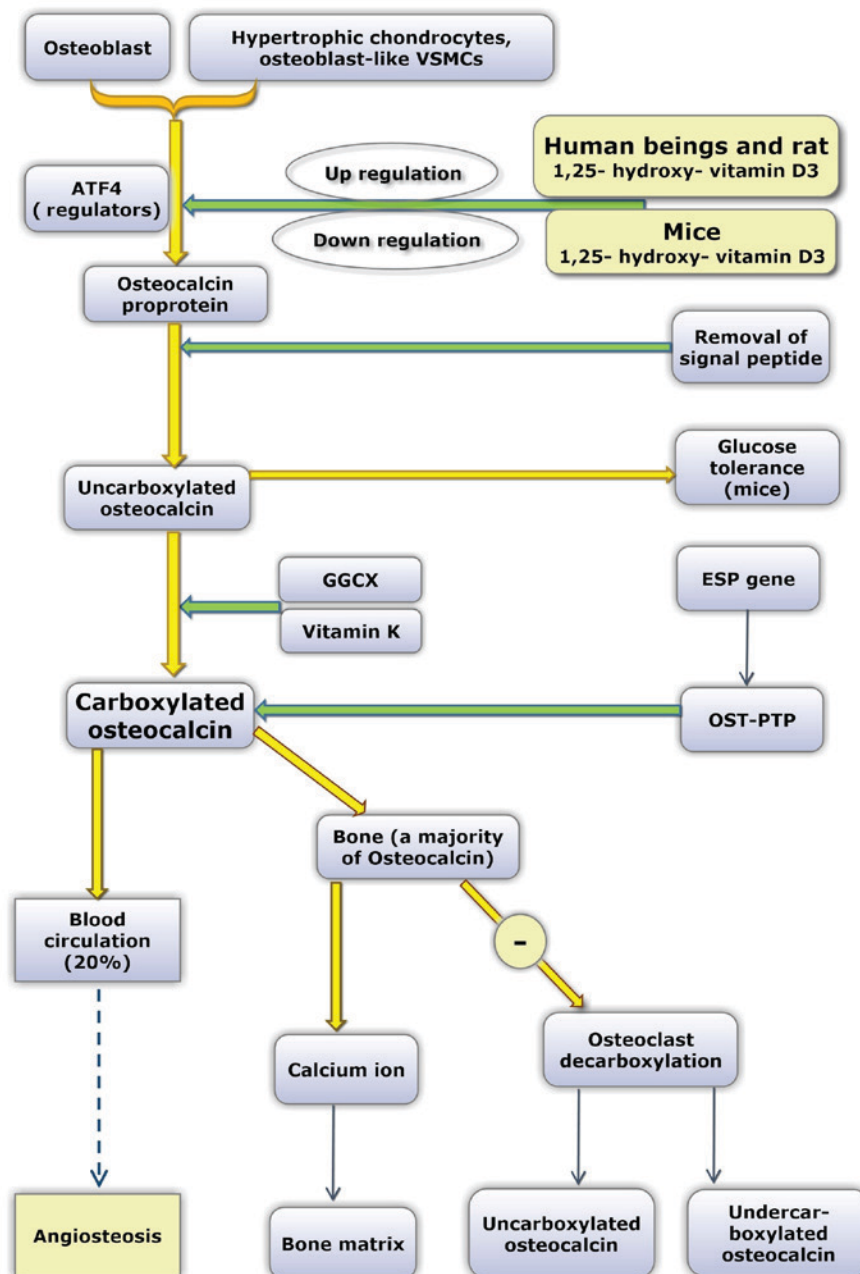 Osteoblast
Hypertrophic chondrocytes,
osteoblast-like VSMCs
ATF4
( regulators)
Up regulation
Down regulation
Human beings and rat
1,25- hydroxy- vitamin D3
Mice
1,25- hydroxy- vitamin D3
Osteocalcin
proprotein
Removal of
signal peptide
Uncarboxylated
osteocalcin
Glucose
tolerance
(mice)
GGCX
Vitamin K
ESP gene
Carboxylated
osteocalcin
OST-PTP
Bone (a majority
of Osteocalcin)
Blood
circulation
(20%)
–
Calcium ion
Osteoclast
decarboxylation
Angiosteosis
Bone matrix
Uncarboxylated
osteocalcin
Undercar-
boxylated
osteocalcin